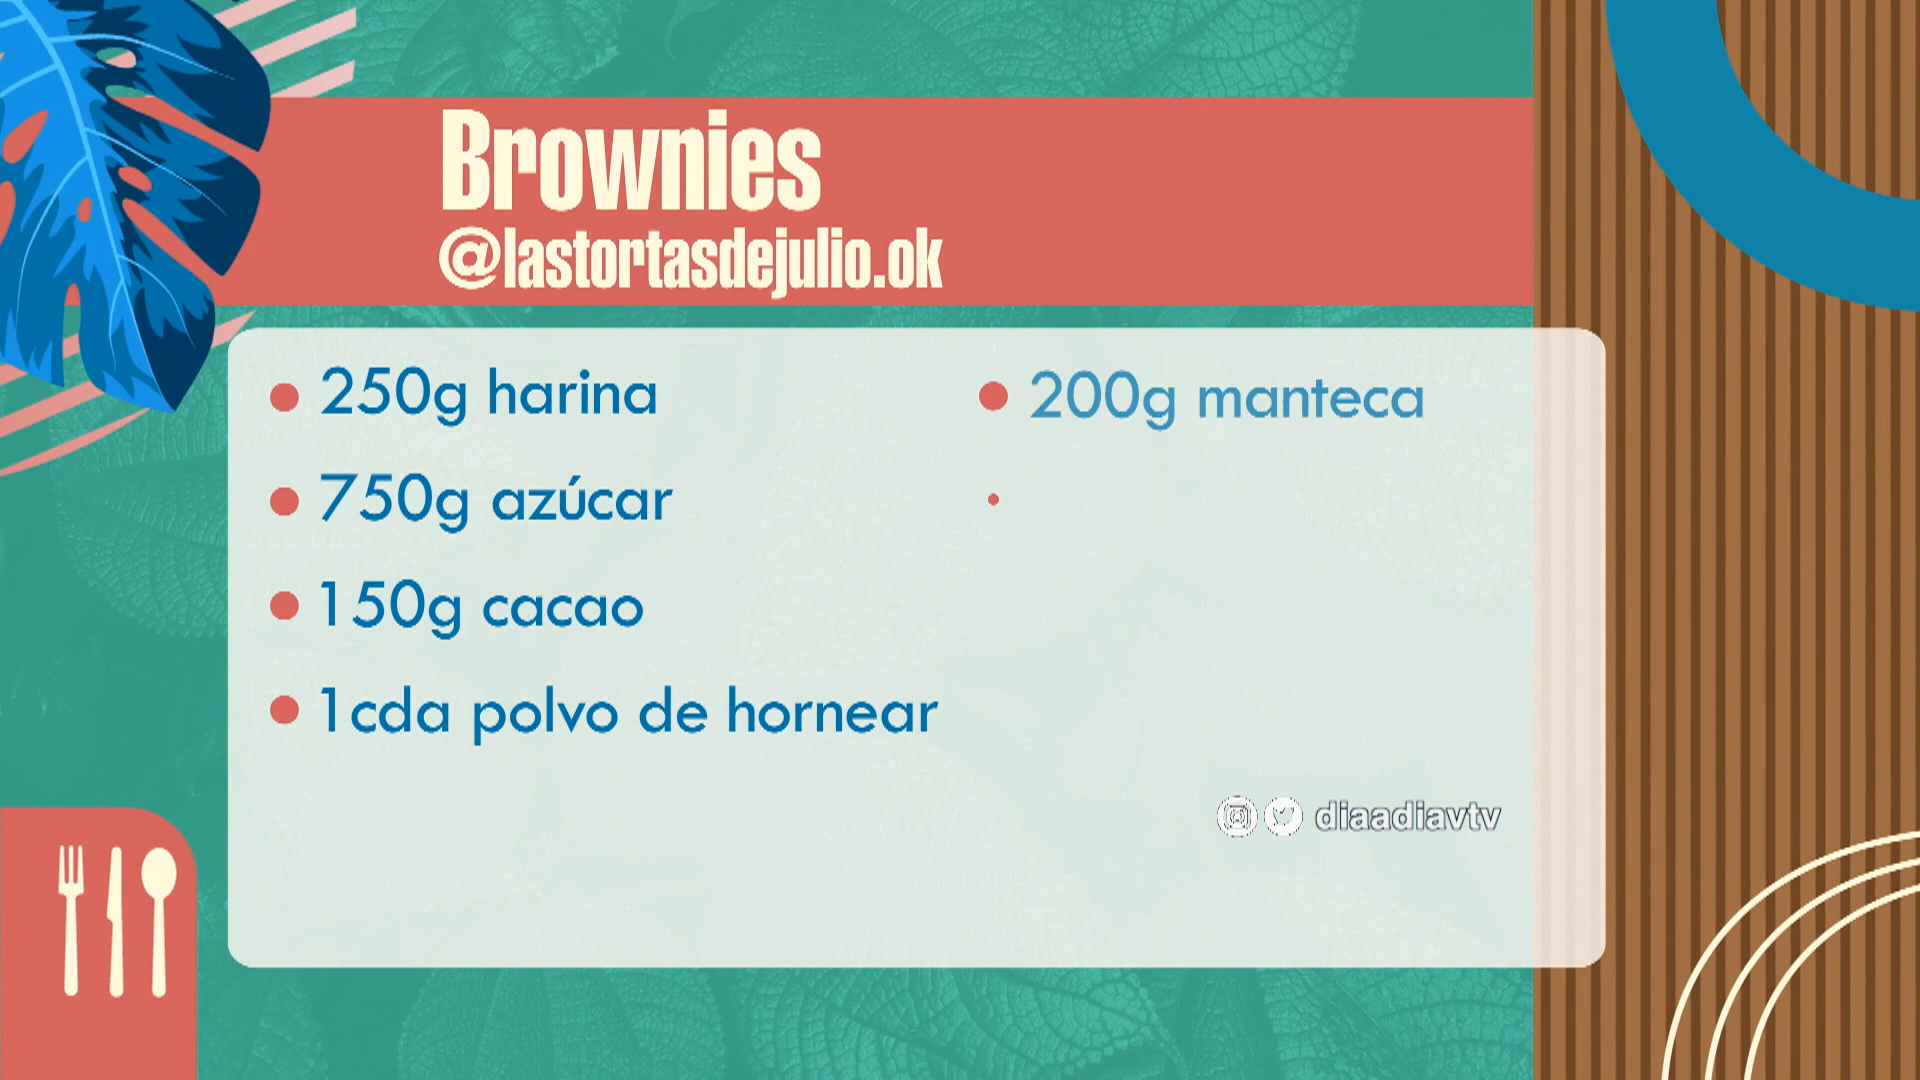 Brownies
@lastortasdejulio.ok
250g harina
750g azúcar
150g cacao
1cda polvo de hornear
200g manteca
diaadiavtv